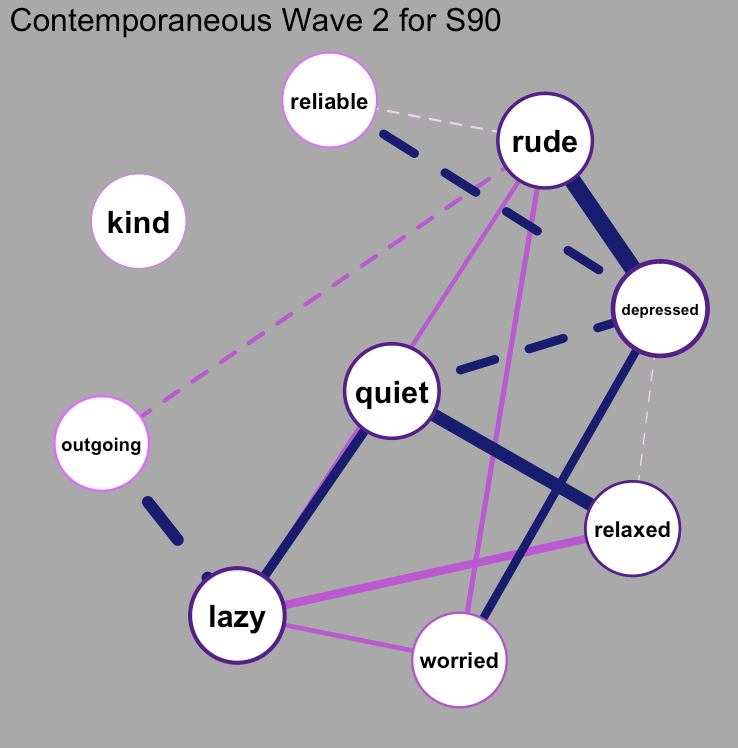 Contemporaneous Wave 2 for S90
reliable
rude
kind
depressed
quiet
outgoing
relaxed
lazy
worried